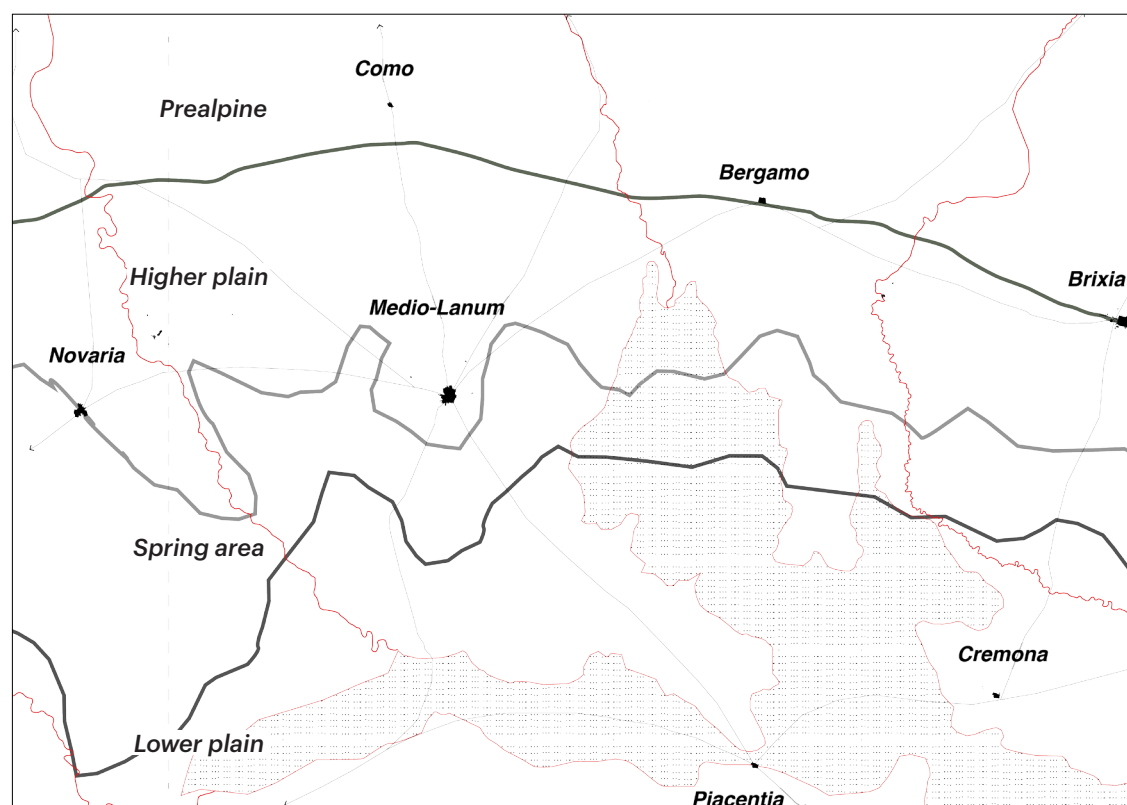 Como
Prealpine
Bergamo
Higher plain
Brixia
Medio-Lanum
Novaria
Spring area
Cremona
Lower plain
Piacentia